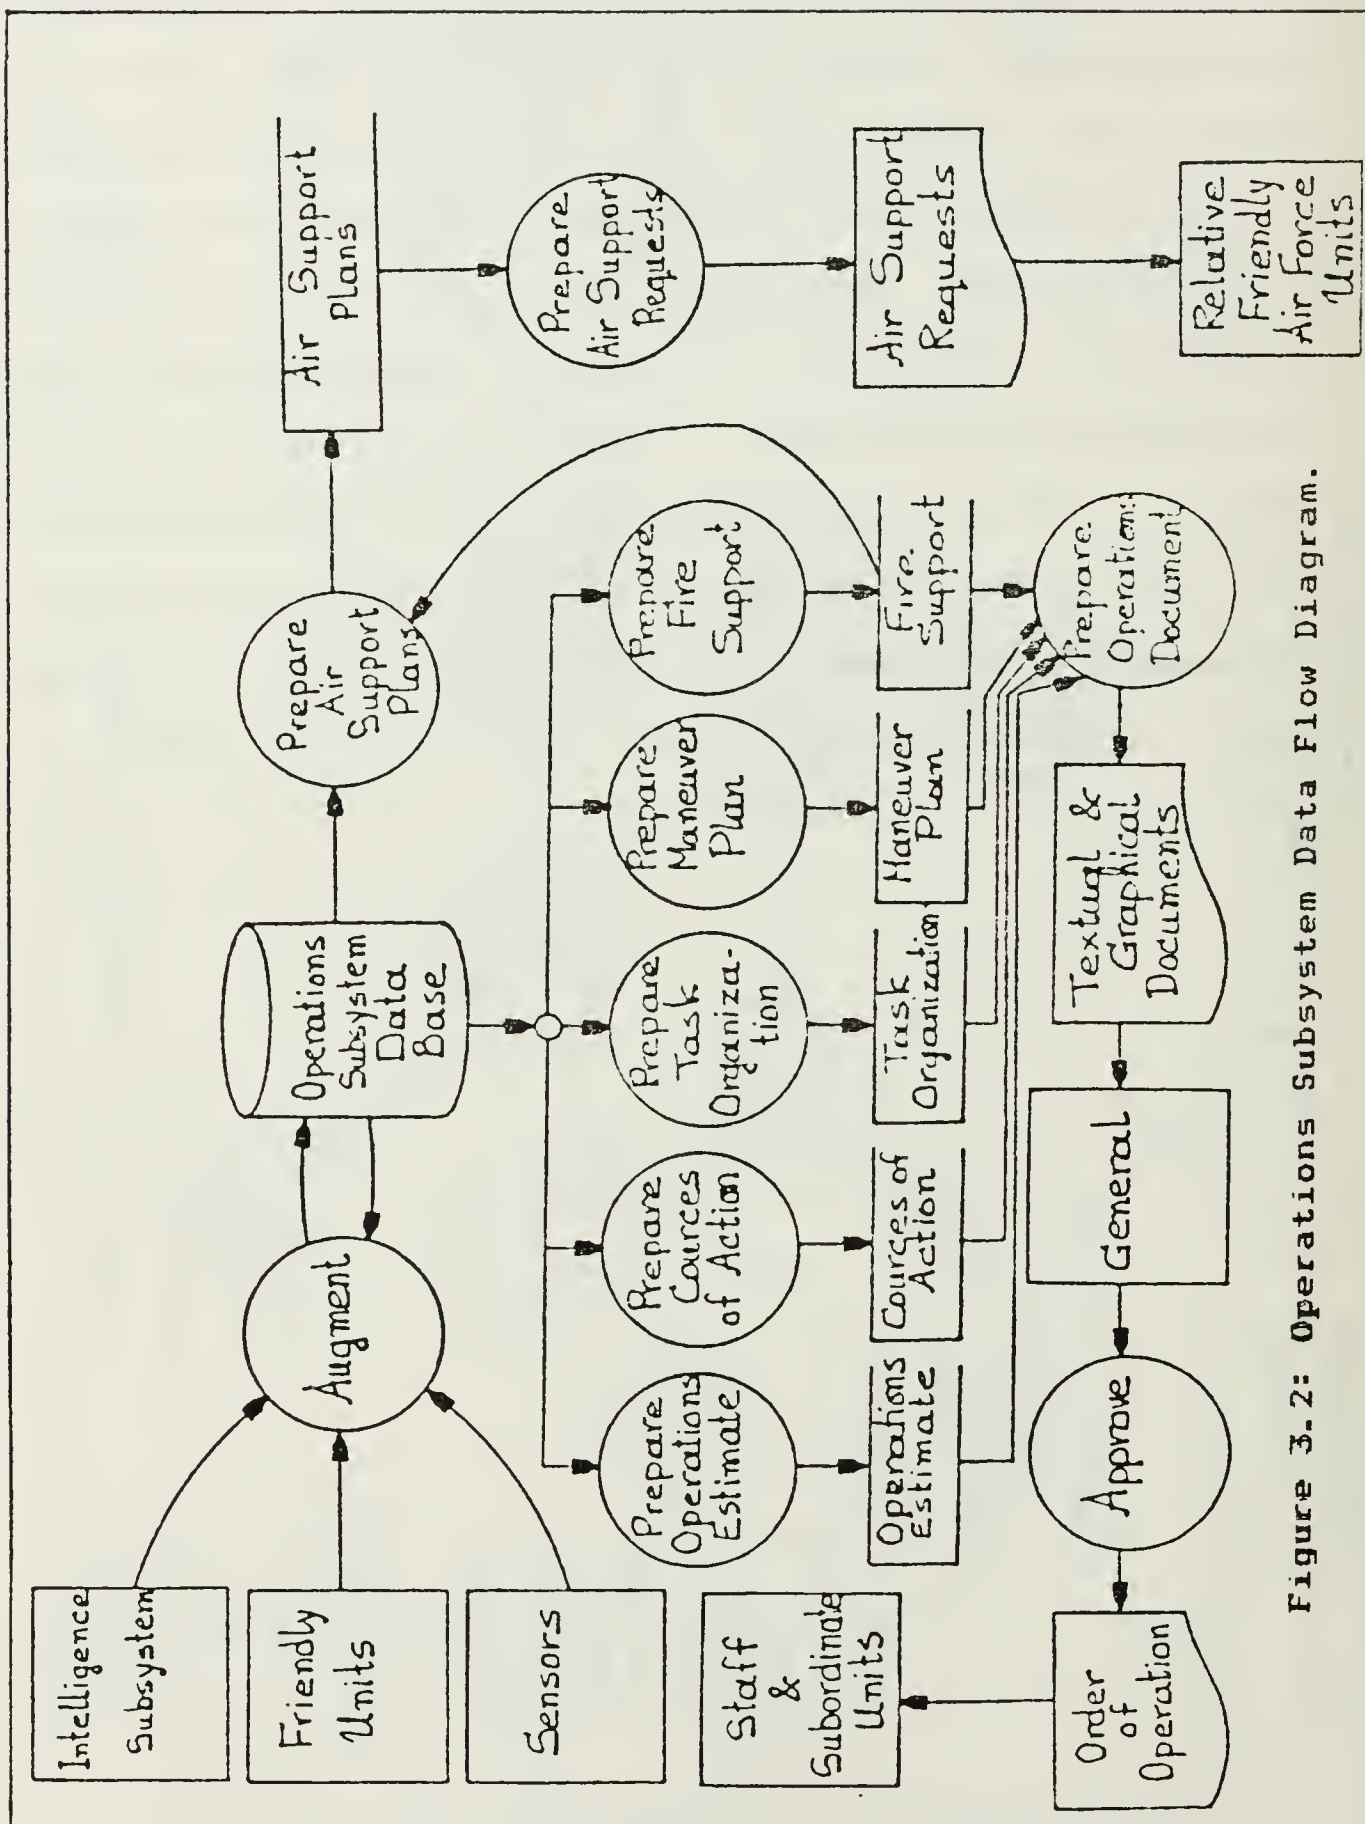 Intelligence
Subsystem
Friendly
Units
Sensors
Augment
Operations
Subsystem
Data
Base
Prepare
Air
Support
Plans
Air Support
Plans
Prepare
Air Support
Requests
Air Support
Requests
Relative
Friendly
Air Force
Units
Prepare
Operations
Estimate
Prepare
Cources
of Action
Prepare
Task
Organiza-
tion
Prepare
Maneuver
Plan
Prepare
Fire
Support
Operations
Estimate
Cources of
Action
Task
Organization
Maneuver
Plan
Fire
Support
Prepare
Operations
Document
Textual &
Graphical
Documents
General
Approve
Order
of
Operation
Staff
&
Subordinate
Units
Figure 3.2: Operations Subsystem Data Flow Diagram.